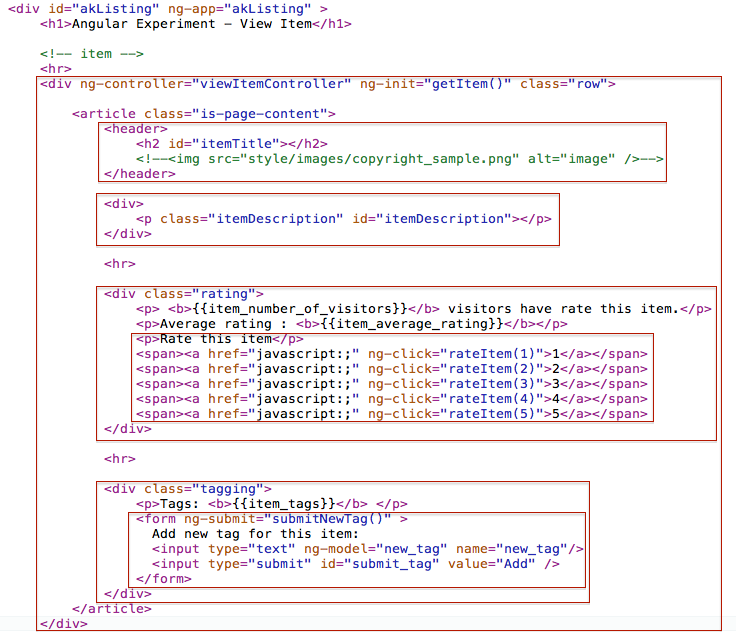 <div id="akListing" ng-app="akListing" >
<h1>Angular Experiment - View Item</h1>
<!-- item -->
<hr>
<div ng-controller="viewItemController" ng-init="getItem()" class="row">
<article class="is-page-content">
<header>
<h2 id="itemTitle"></h2>
<!--<img src="style/images/copyright_sample.png" alt="image" />-->
</header>
<div>
<p class="itemDescription" id="itemDescription"></p>
</div>
<hr>
<div class="rating">
<p> <b>{{item_number_of_visitors}}</b> visitors have rate this item.</p>
<p>Average rating : <b>{{item_average_rating}}</b></p>
<p>Rate this item</p>
<span><a href="javascript:;" ng-click="rateItem(1)">1</a></span>
<span><a href="javascript:;" ng-click="rateItem(2)">2</a></span>
<span><a href="javascript:;" ng-click="rateItem(3)">3</a></span>
<span><a href="javascript:;" ng-click="rateItem(4)">4</a></span>
<span><a href="javascript:;" ng-click="rateItem(5)">5</a></span>
</div>
<hr>
<div class="tagging">
<p>Tags: <b>{{item_tags}}</b> </p>
<form ng-submit="submitNewTag()" >
Add new tag for this item:
<input type="text" ng-model="new_tag" name="new_tag"/>
<input type="submit" id="submit_tag" value="Add" />
</form>
</div>
</article>
</div>